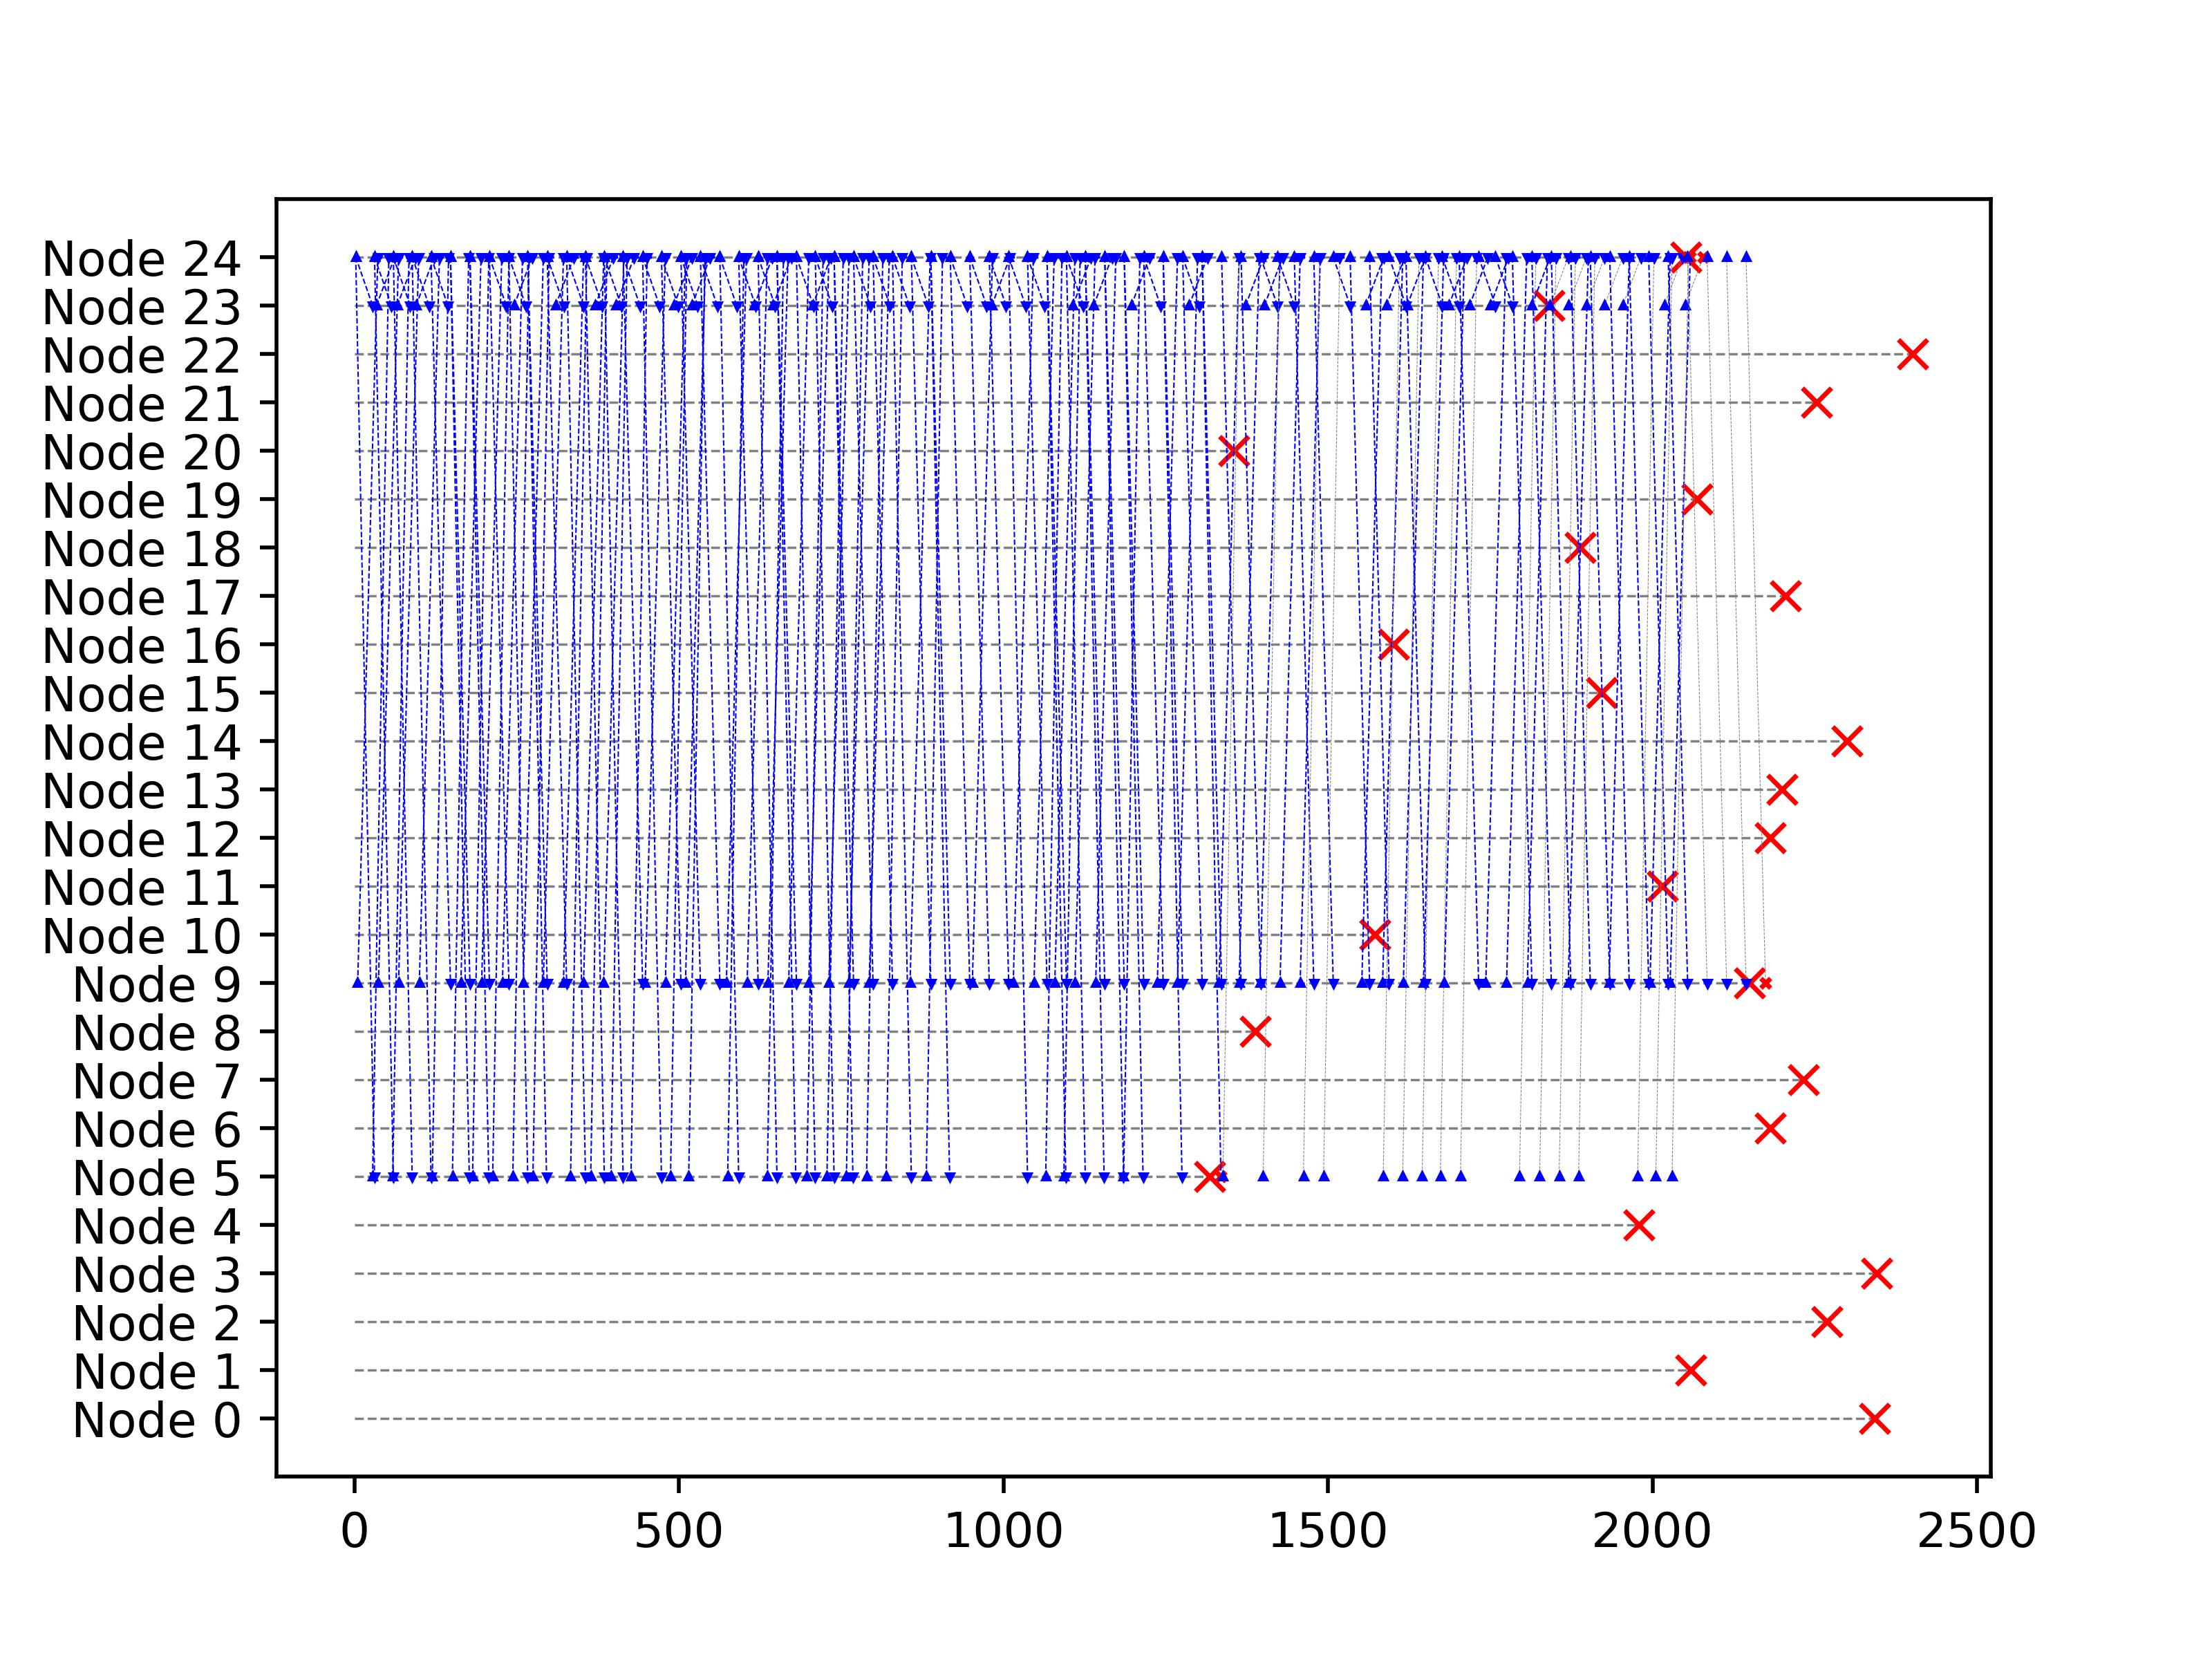 Node 24
Node 23
Node 22
Node 21
Node 20
Node 19
Node 18
Node 17
Node 16
Node 15
Node 14
Node 13
Node 12
Node 11
Node 10
Node 9
Node 8
Node 7
Node 6
Node 5
Node 4
Node 3
Node 2
Node 1
Node 0
0 500 1000 1500 2000 2500